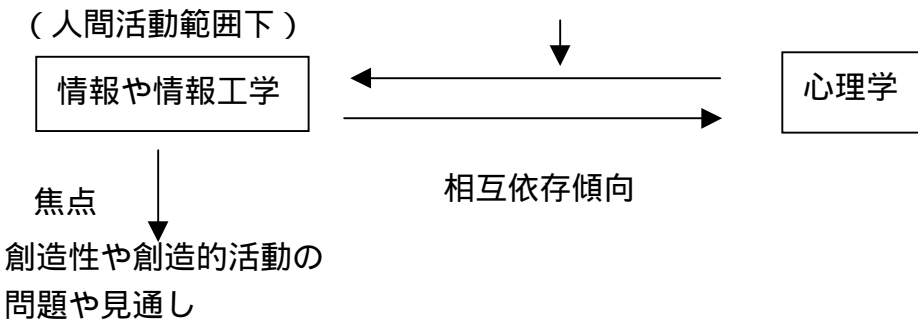 （人間活動範囲下）
情報や情報工学
心理学
相互依存傾向
焦点
創造性や創造的活動の
問題や見通し